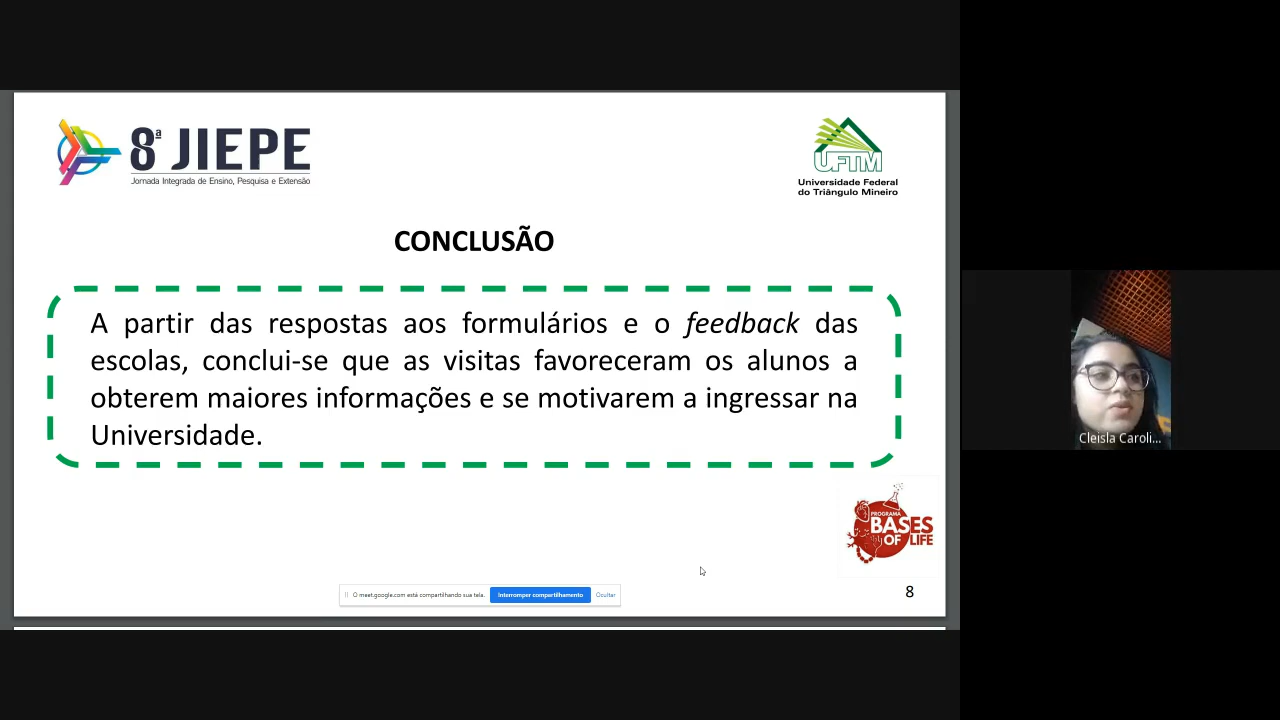 8ª JIEPE
Jornada Integrada de Ensino, Pesquisa e Extensão
UFTM
Universidade Federal
do Triângulo Mineiro
CONCLUSÃO
A partir das respostas aos formulários e o feedback das
escolas, conclui-se que as visitas favoreceram os alunos a
obterem maiores informações e se motivarem a ingressar na
Universidade.
PROGRAMA
BASES
OF LIFE
O meet.google.com está compartilhando sua tela.
Interromper compartilhamento
Ocultar
8
Cleisla Caroli...